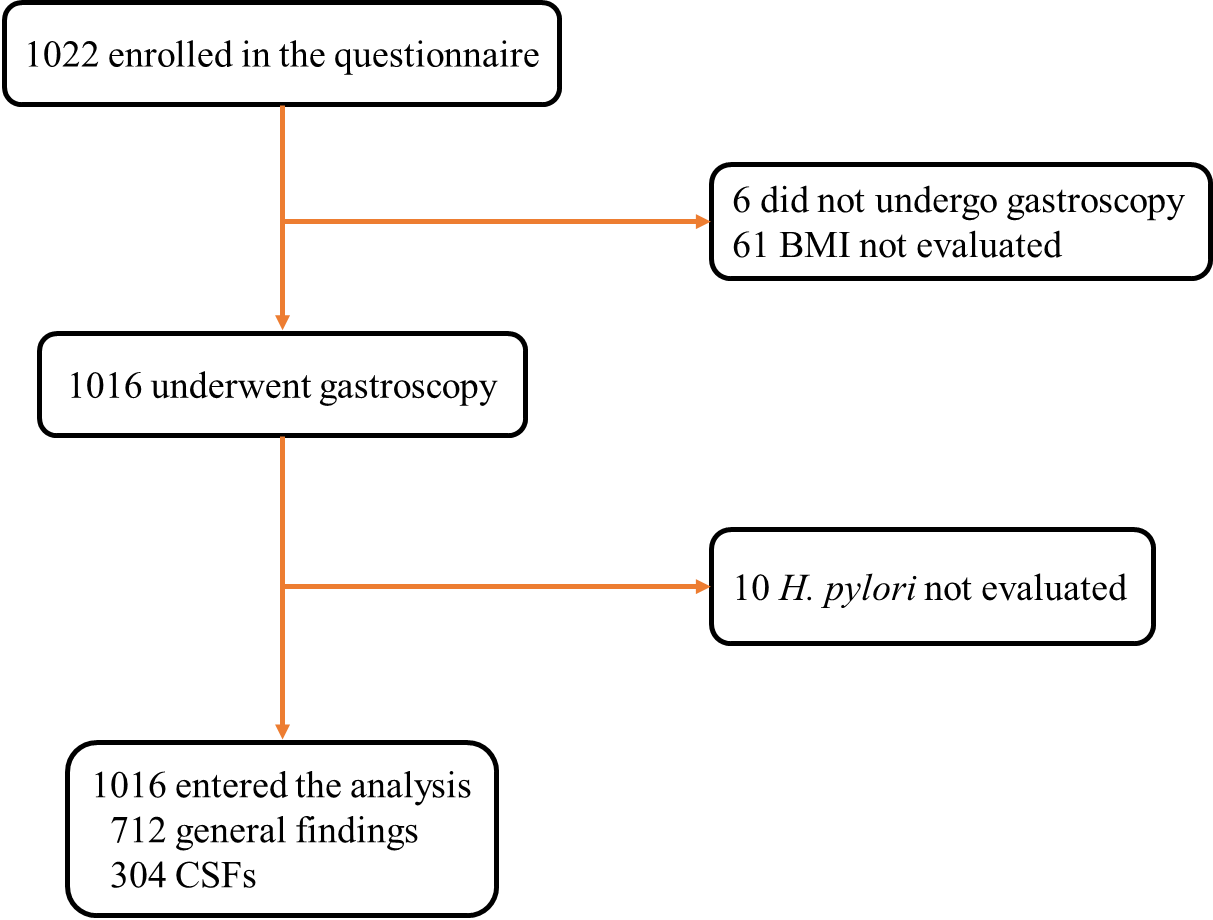 1022 enrolled in the questionnaire
6 did not undergo gastroscopy
61 BMI not evaluated
1016 underwent gastroscopy
10 H. pylori not evaluated
1016 entered the analysis
712 general findings
304 CSFs